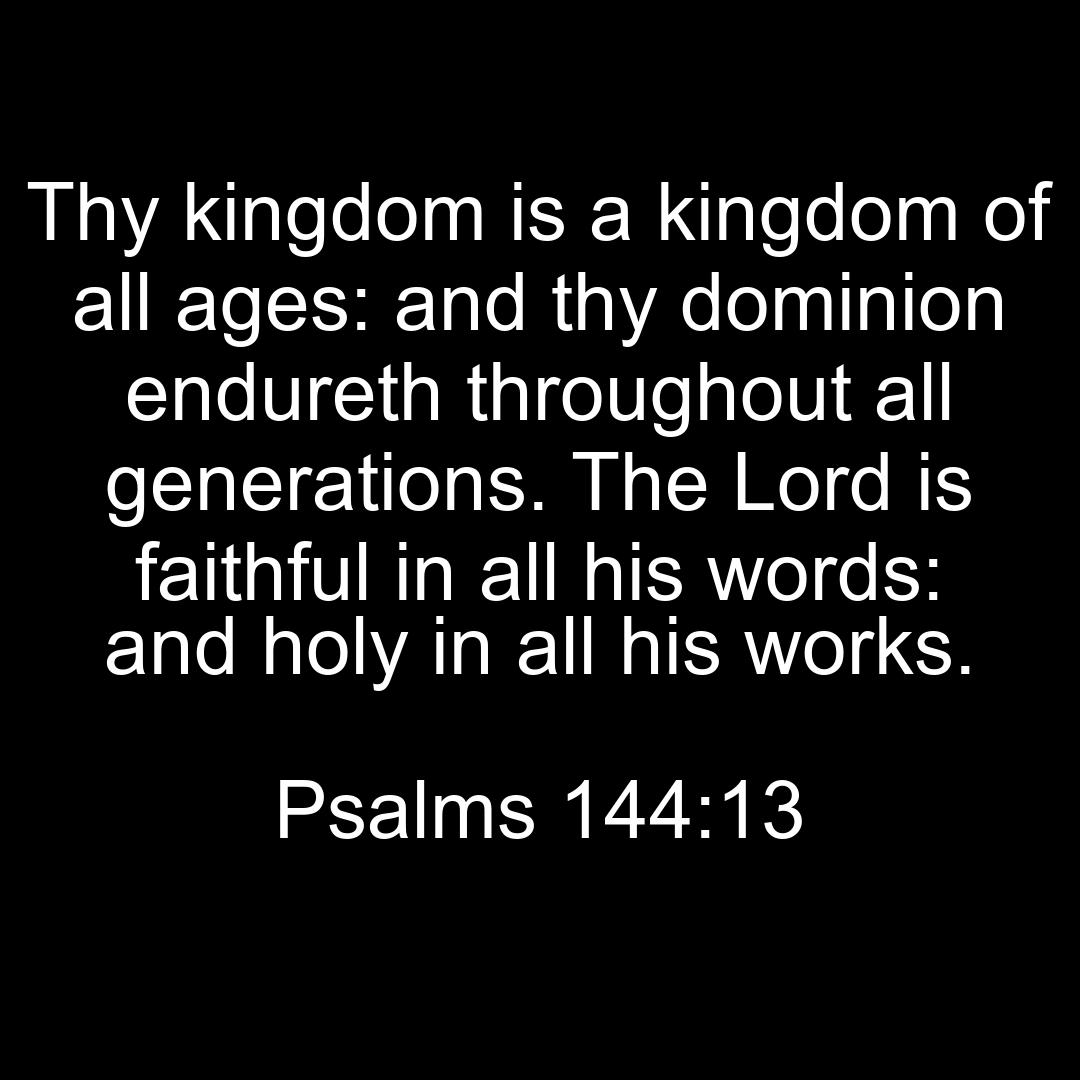 Thy kingdom is a kingdom of
all ages: and thy dominion
endureth throughout all
generations. The Lord is
faithful in all his words:
and holy in all his works.
Psalms 144:13